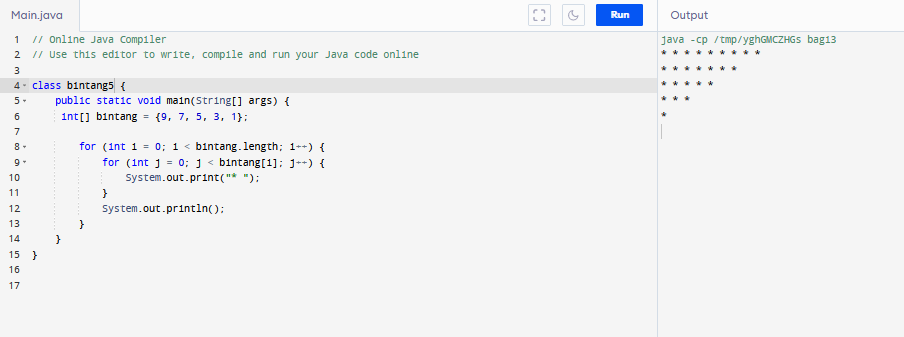 Main.java
Run
Output
1 // Online Java Compiler
2 // Use this editor to write, compile and run your Java code online
3
4 class bintang5 {
5 public static void main(String[] args) {
6 int[] bintang = {9, 7, 5, 3, 1};
7
8 for (int i = 0; i < bintang.length; i++) {
9 for (int j = 0; j < bintang[i]; j++) {
10 System.out.print("* ");
11 }
12 System.out.println();
13 }
14 }
15 }
16
17
java -cp /tmp/yghGMCZHGs bagi3
* * * * * * * * *
* * * * * * *
* * * * *
* * *
*